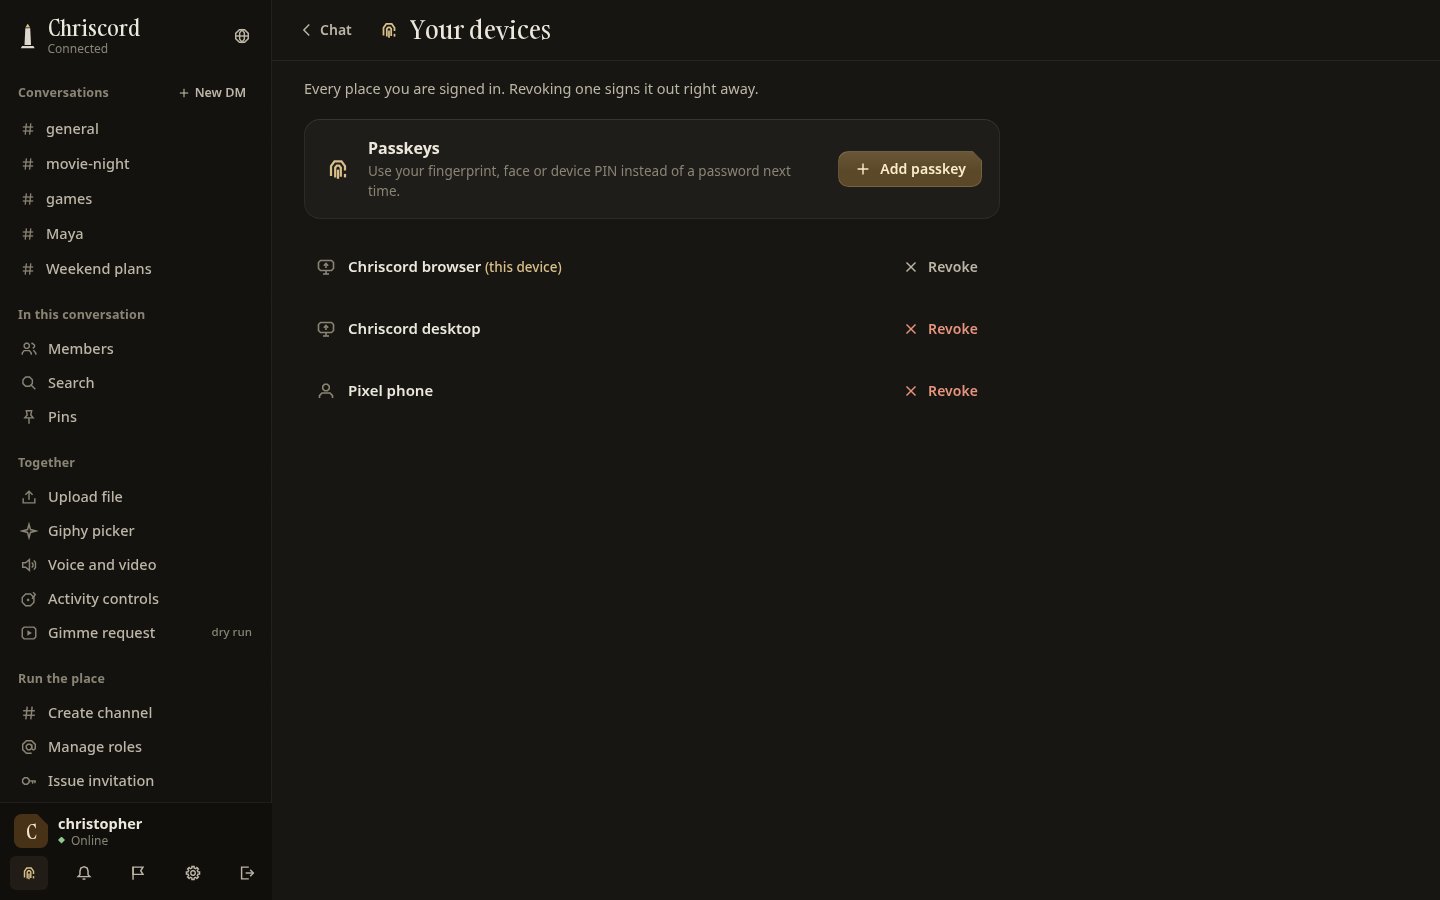 Chriscord
Connected
Conversations
New DM
general
movie-night
games
Maya
Weekend plans
In this conversation
Members
Search
Pins
Together
Upload file
Giphy picker
Voice and video
Activity controls
Gimme request dry run
Run the place
Create channel
Manage roles
Issue invitation
C
christopher
Online
Chat
Your devices
Every place you are signed in. Revoking one signs it out right away.
Passkeys
Use your fingerprint, face or device PIN instead of a password next
time.
Add passkey
Chriscord browser (this device) Revoke
Chriscord desktop Revoke
Pixel phone Revoke